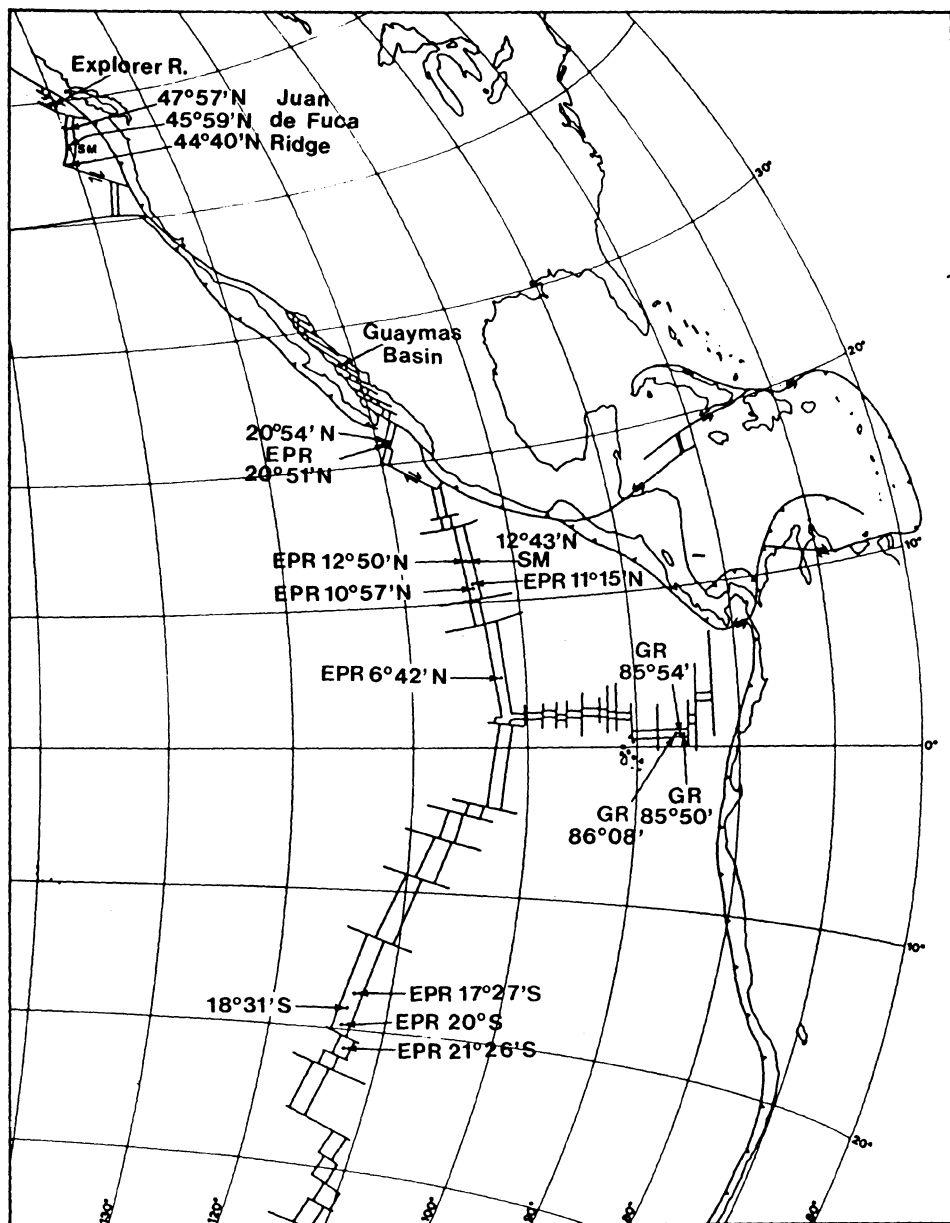 Explorer R.
47°57'N Juan
45°59'N de Fuca
44°40'N Ridge
SM
30°
Guaymas
Basin
20°
20°54'N
EPR
20°51'N
10°
12°43'N
EPR 12°50'N SM
EPR 11°15'N
EPR 10°57'N
GR
85°54'
EPR 6°42'N
0°
GR
85°50'
GR
86°08'
10°
EPR 17°27'S
18°31'S
EPR 20°S
EPR 21°26'S
20°
130°
120°
100°
90°
80°